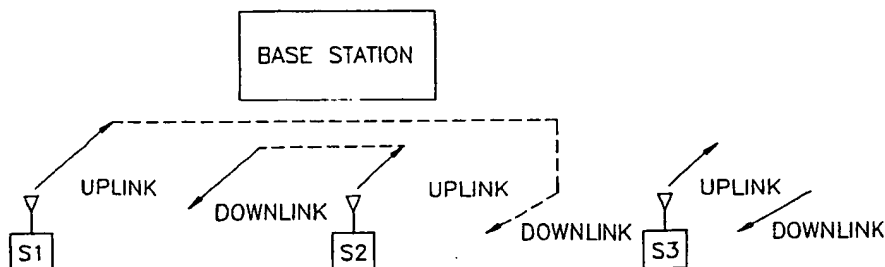 BASE STATION
UPLINK
UPLINK
UPLINK
DOWNLINK
DOWNLINK
DOWNLINK
S1
S2
S3